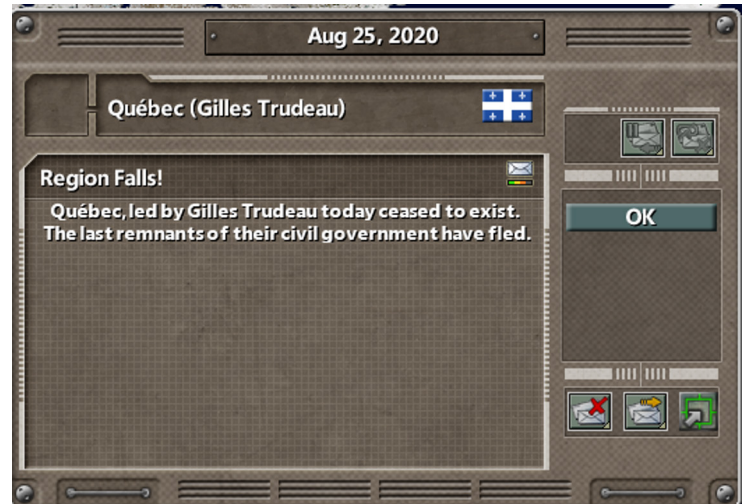 Aug 25, 2020
Québec (Gilles Trudeau)
Region Falls!
Québec, led by Gilles Trudeau today ceased to exist.
The last remnants of their civil government have fled.
OK